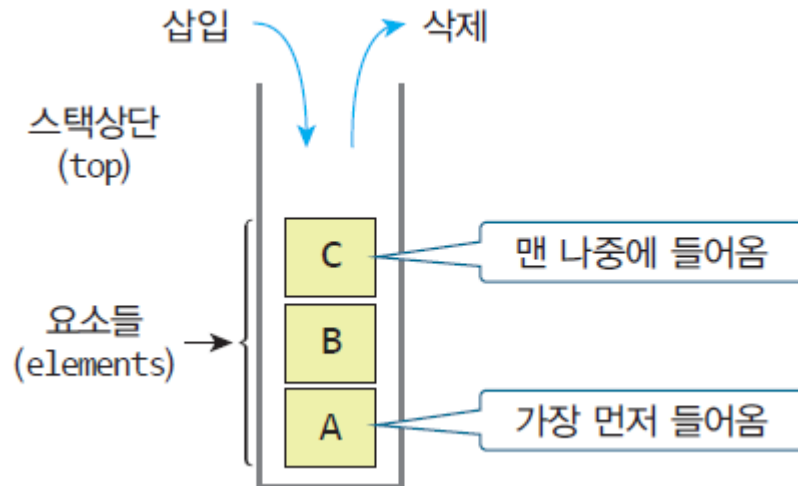 삽입
삭제
스택상단
(top)
C
맨 나중에 들어옴
요소들
(elements)
B
A
가장 먼저 들어옴